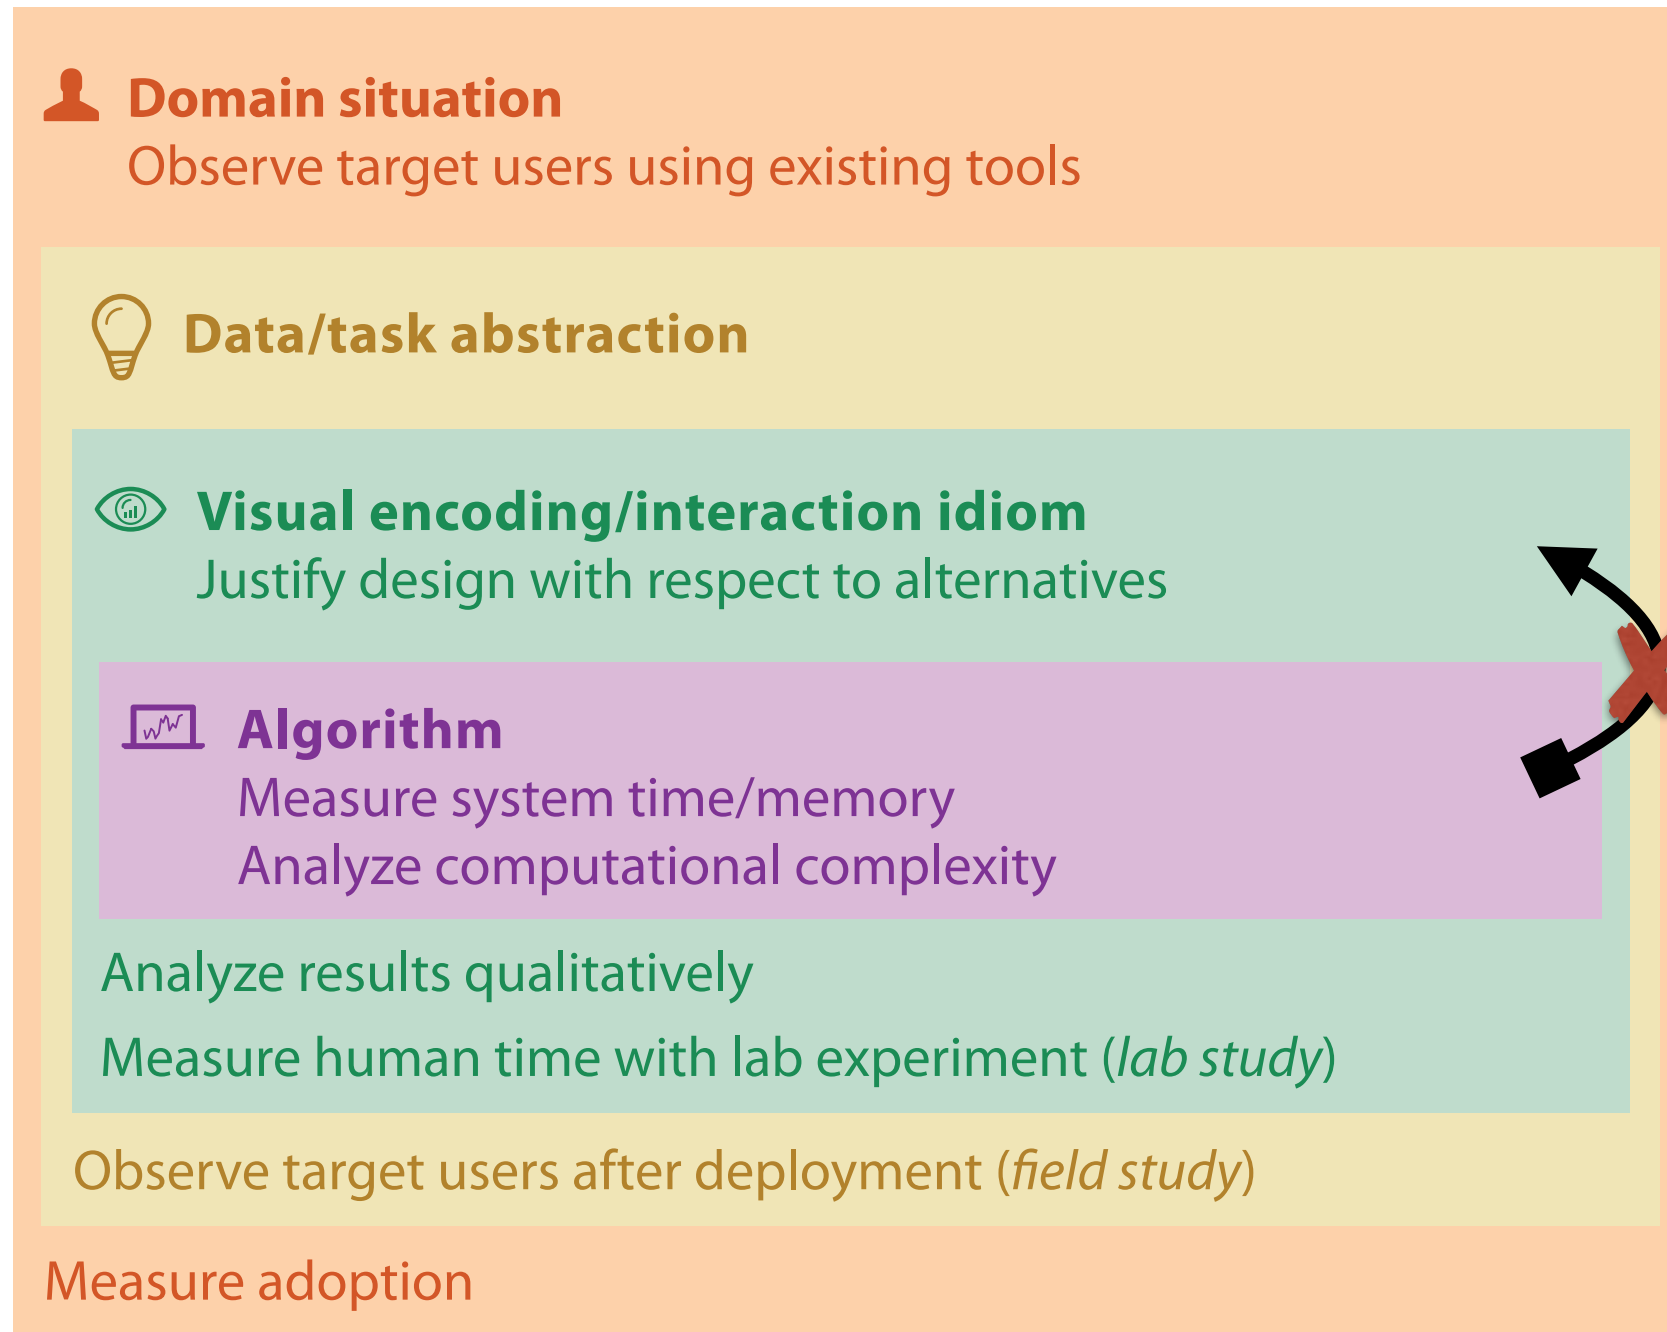 Domain situation
Observe target users using existing tools
Data/task abstraction
Visual encoding/interaction idiom
Justify design with respect to alternatives
Algorithm
Measure system time/memory
Analyze computational complexity
Analyze results qualitatively
Measure human time with lab experiment (lab study)
Observe target users after deployment (field study)
Measure adoption